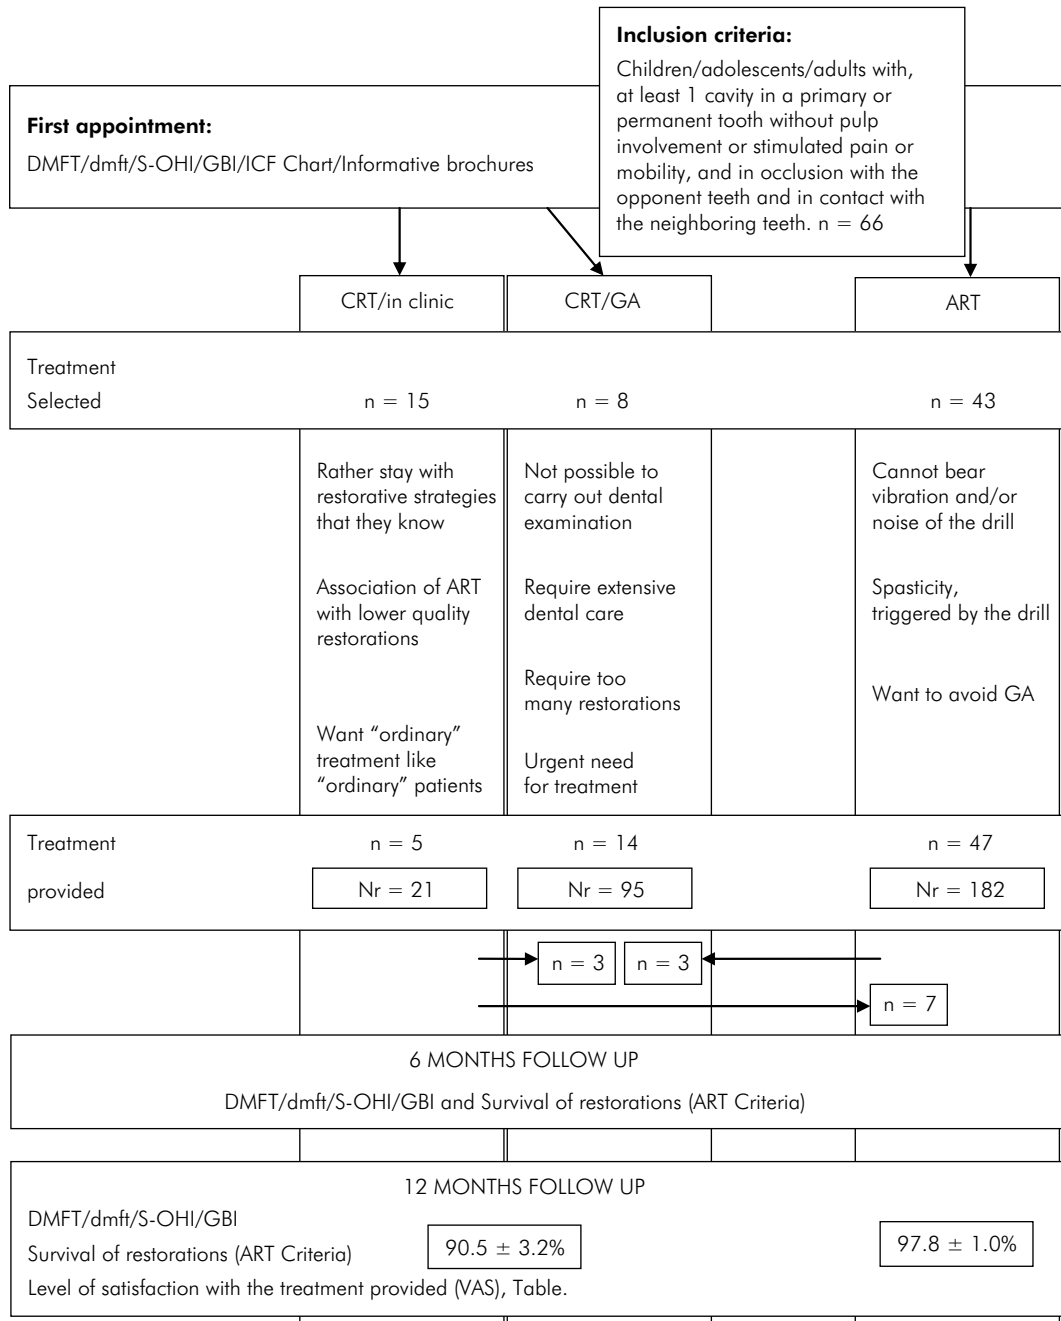 Inclusion criteria:
Children/adolescents/adults with,
at least 1 cavity in a primary or
permanent tooth without pulp
involvement or stimulated pain or
mobility, and in occlusion with the
opponent teeth and in contact with
the neighboring teeth. n = 66
First appointment:
DMFT/dmft/S-OHI/GBI/ICF Chart/Informative brochures
CRT/in clinic
CRT/GA
ART
Treatment
Selected
n = 15
n = 8
n = 43
Rather stay with
restorative strategies
that they know
Association of ART
with lower quality
restorations
Want “ordinary”
treatment like
“ordinary” patients
Not possible to
carry out dental
examination
Require extensive
dental care
Require too
many restorations
Urgent need
for treatment
Cannot bear
vibration and/or
noise of the drill
Spasticity,
triggered by the drill
Want to avoid GA
Treatment
provided
n = 5
n = 14
n = 47
Nr = 21
Nr = 95
Nr = 182
n = 3
n = 3
n = 7
6 MONTHS FOLLOW UP
DMFT/dmft/S-OHI/GBI and Survival of restorations (ART Criteria)
12 MONTHS FOLLOW UP
DMFT/dmft/S-OHI/GBI
Survival of restorations (ART Criteria)
90.5 ± 3.2%
97.8 ± 1.0%
Level of satisfaction with the treatment provided (VAS), Table.